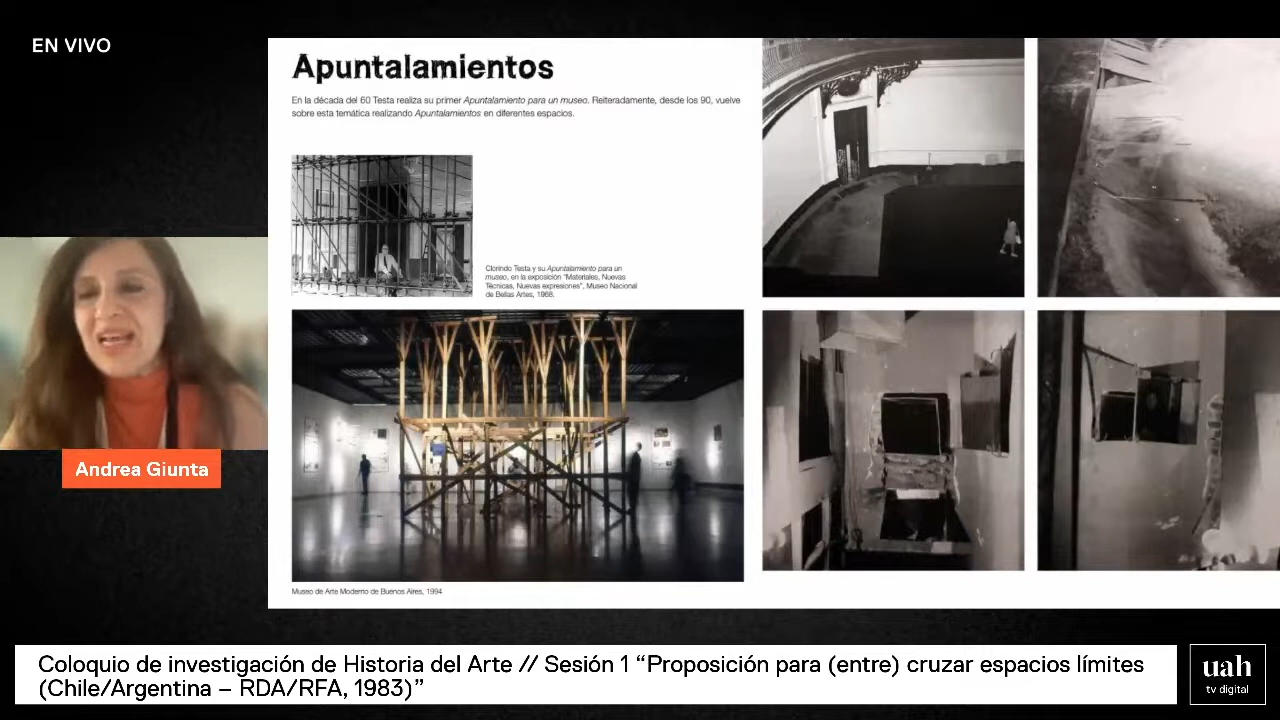 EN VIVO
Apuntalamientos
En la década del 60 Testa realiza su primer Apuntalamiento para un museo. Reiteradamente, desde los 90, vuelve
sobre esta temática realizando Apuntalamientos en diferentes espacios.
Clorindo Testa y su Apuntalamiento para un
museo, en la exposición "Materiales, Nuevas
Técnicas, Nuevas expresiones", Museo Nacional
de Bellas Artes, 1968.
Museo de Arte Moderno de Buenos Aires, 1994
Andrea Giunta
Coloquio de investigación de Historia del Arte // Sesión 1 “Proposición para (entre) cruzar espacios límites
(Chile/Argentina – RDA/RFA, 1983)”
uah
tv digital